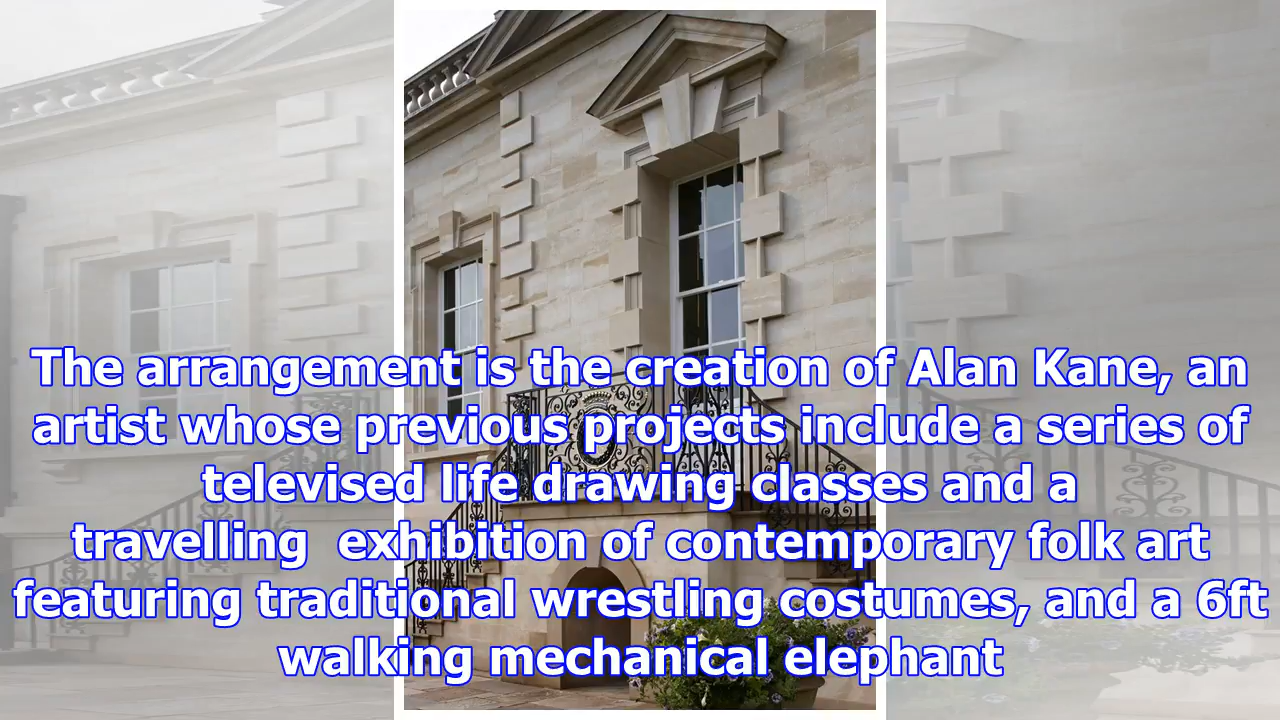 The arrangement is the creation of Alan Kane, an
artist whose previous projects include a series of
televised life drawing classes and a
travelling  exhibition of contemporary folk art
featuring traditional wrestling costumes, and a 6ft
walking mechanical elephant